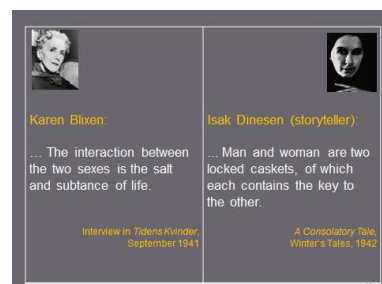 Karen Blixen:
… The interaction between
the two sexes is the salt
and subtance of life.
Interview in Tidens Kvinder,
September 1941
Isak Dinesen (storyteller):
… Man and woman are two
locked caskets, of which
each contains the key to
the other.
A Consolatory Tale,
Winter's Tales, 1942